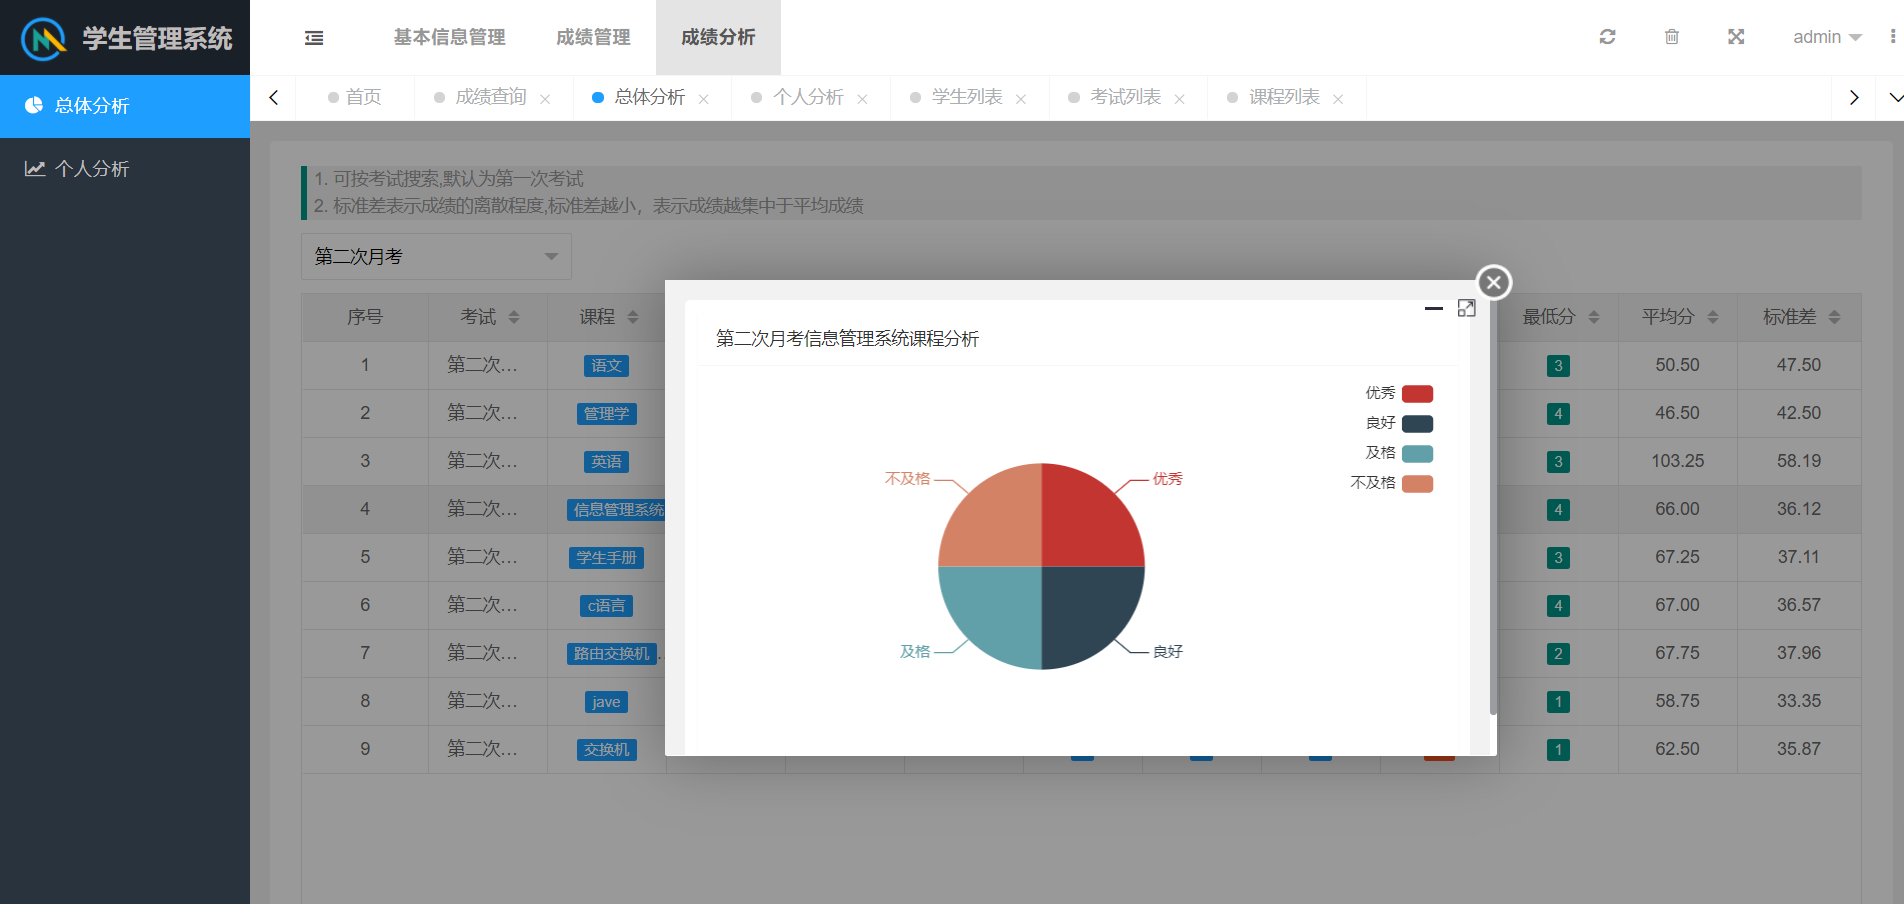 学生管理系统
基本信息管理 成绩管理 成绩分析
admin
总体分析
个人分析
首页 成绩查询 总体分析 个人分析 学生列表 考试列表 课程列表
1. 可按考试搜索,默认为第一次考试
2. 标准差表示成绩的离散程度,标准差越小，表示成绩越集中于平均成绩
第二次月考
序号 考试 课程 最低分 平均分 标准差
1 第二次... 语文 3 50.50 47.50
2 第二次... 管理学 4 46.50 42.50
3 第二次... 英语 3 103.25 58.19
4 第二次... 信息管理系统 4 66.00 36.12
5 第二次... 学生手册 3 67.25 37.11
6 第二次... c语言 4 67.00 36.57
7 第二次... 路由交换机 2 67.75 37.96
8 第二次... jave 1 58.75 33.35
9 第二次... 交换机 1 62.50 35.87
第二次月考信息管理系统课程分析
优秀
良好
及格
不及格
不及格 优秀
及格 良好